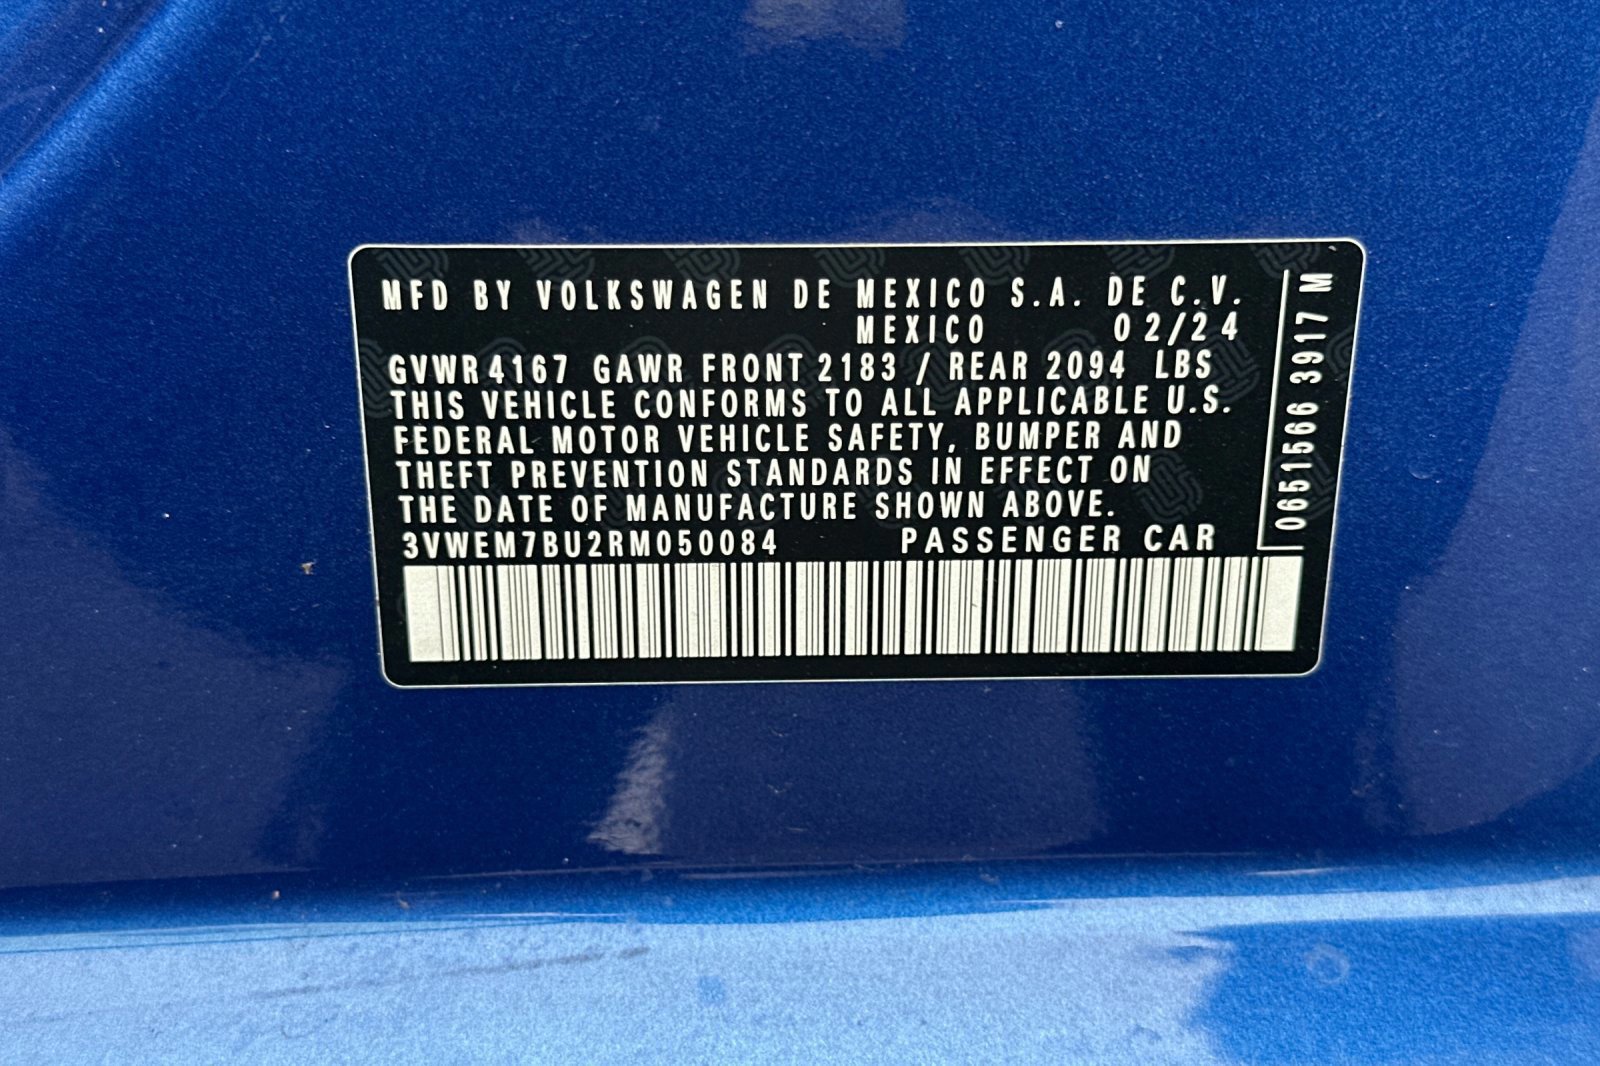 MFD BY VOLKSWAGEN DE MEXICO S.A. DE C.V.
MEXICO 02/24
GVWR 4167 GAWR FRONT 2183 / REAR 2094 LBS
THIS VEHICLE CONFORMS TO ALL APPLICABLE U.S.
FEDERAL MOTOR VEHICLE SAFETY, BUMPER AND
THEFT PREVENTION STANDARDS IN EFFECT ON
THE DATE OF MANUFACTURE SHOWN ABOVE.
3VWEM7BU2RM050084 PASSENGER CAR
0651566 3917 M